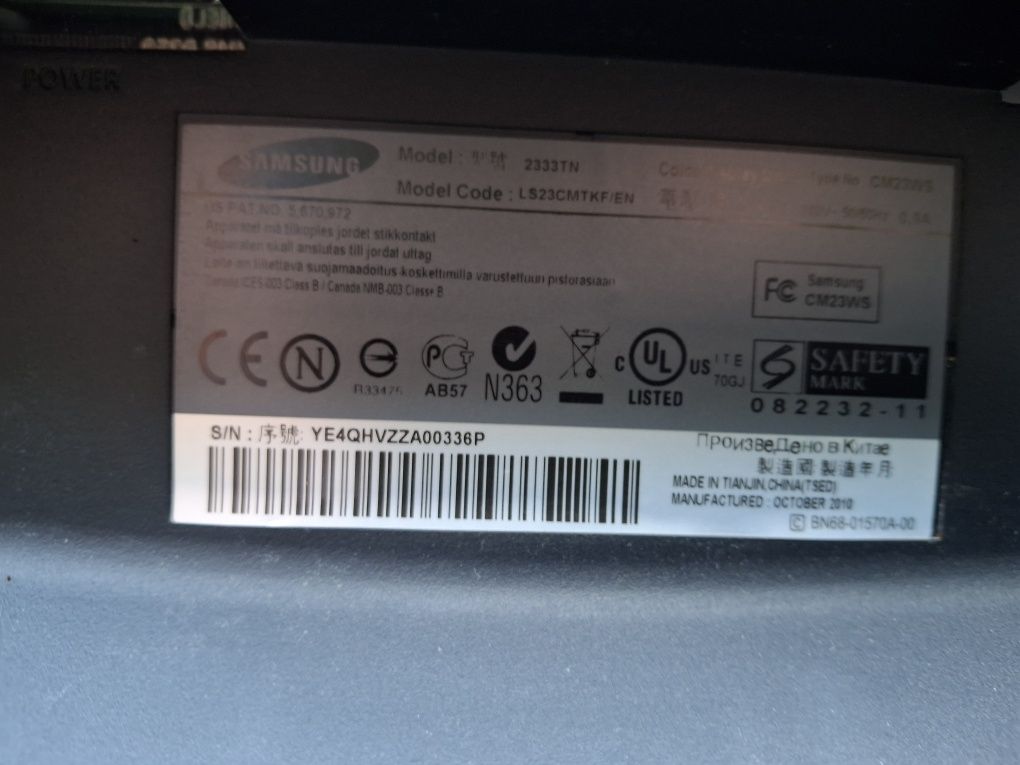 POWER
SAMSUNG
Model : 型號 2333TN
Model Code : LS23CMTKF/EN
Type No CM23WS
50/60Hz 0,8A
US PAT.NO. 5,670,972
Apparatet må tilkoples jordet stikkontakt
Apparaten skall anslutas till jordat uttag
Laite on liitettävä suojamaadoitus koskettimilla varustettuun pistorasiaan
Canada ICES-003 Class B / Canada NMB-003 Classe B
FC Samsung
CM23WS
CE N
R33475
AB57
N363
C UL US
LISTED
ITE
70GJ
S SAFETY
MARK
082232-11
S/N : 序號: YE4QHVZZA00336P
Произведено в Китае
製造國 製造年月
MADE IN TIANJIN,CHINA(TSED)
MANUFACTURED : OCTOBER 2010
C BN68-01570A-00